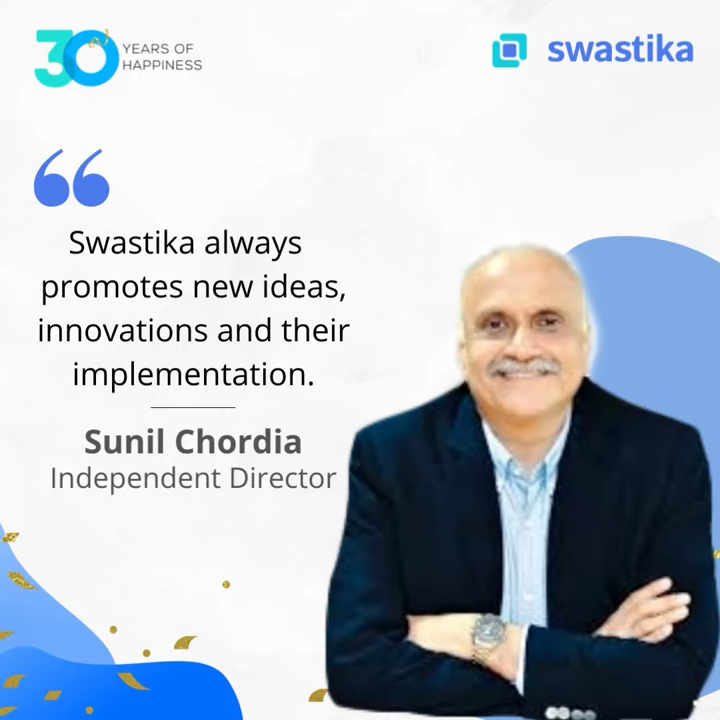 30 YEARS OF
HAPPINESS
swastika
Swastika always
promotes new ideas,
innovations and their
implementation.
Sunil Chordia
Independent Director